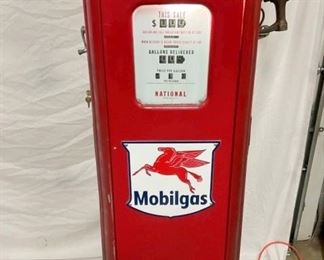 THIS SALE
$
GALLONS DELIVERED
PRICE PER GALLON
NATIONAL
Mobilgas